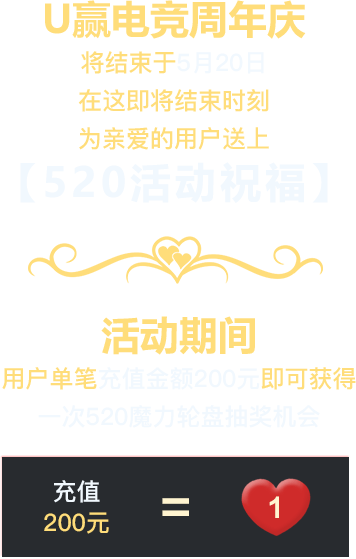 U赢电竞周年庆
将结束于5月20日
在这即将结束时刻
为亲爱的用户送上
【520活动祝福】
活动期间
用户单笔充值金额200元即可获得
一次520魔力轮盘抽奖机会
充值
200元
=
1